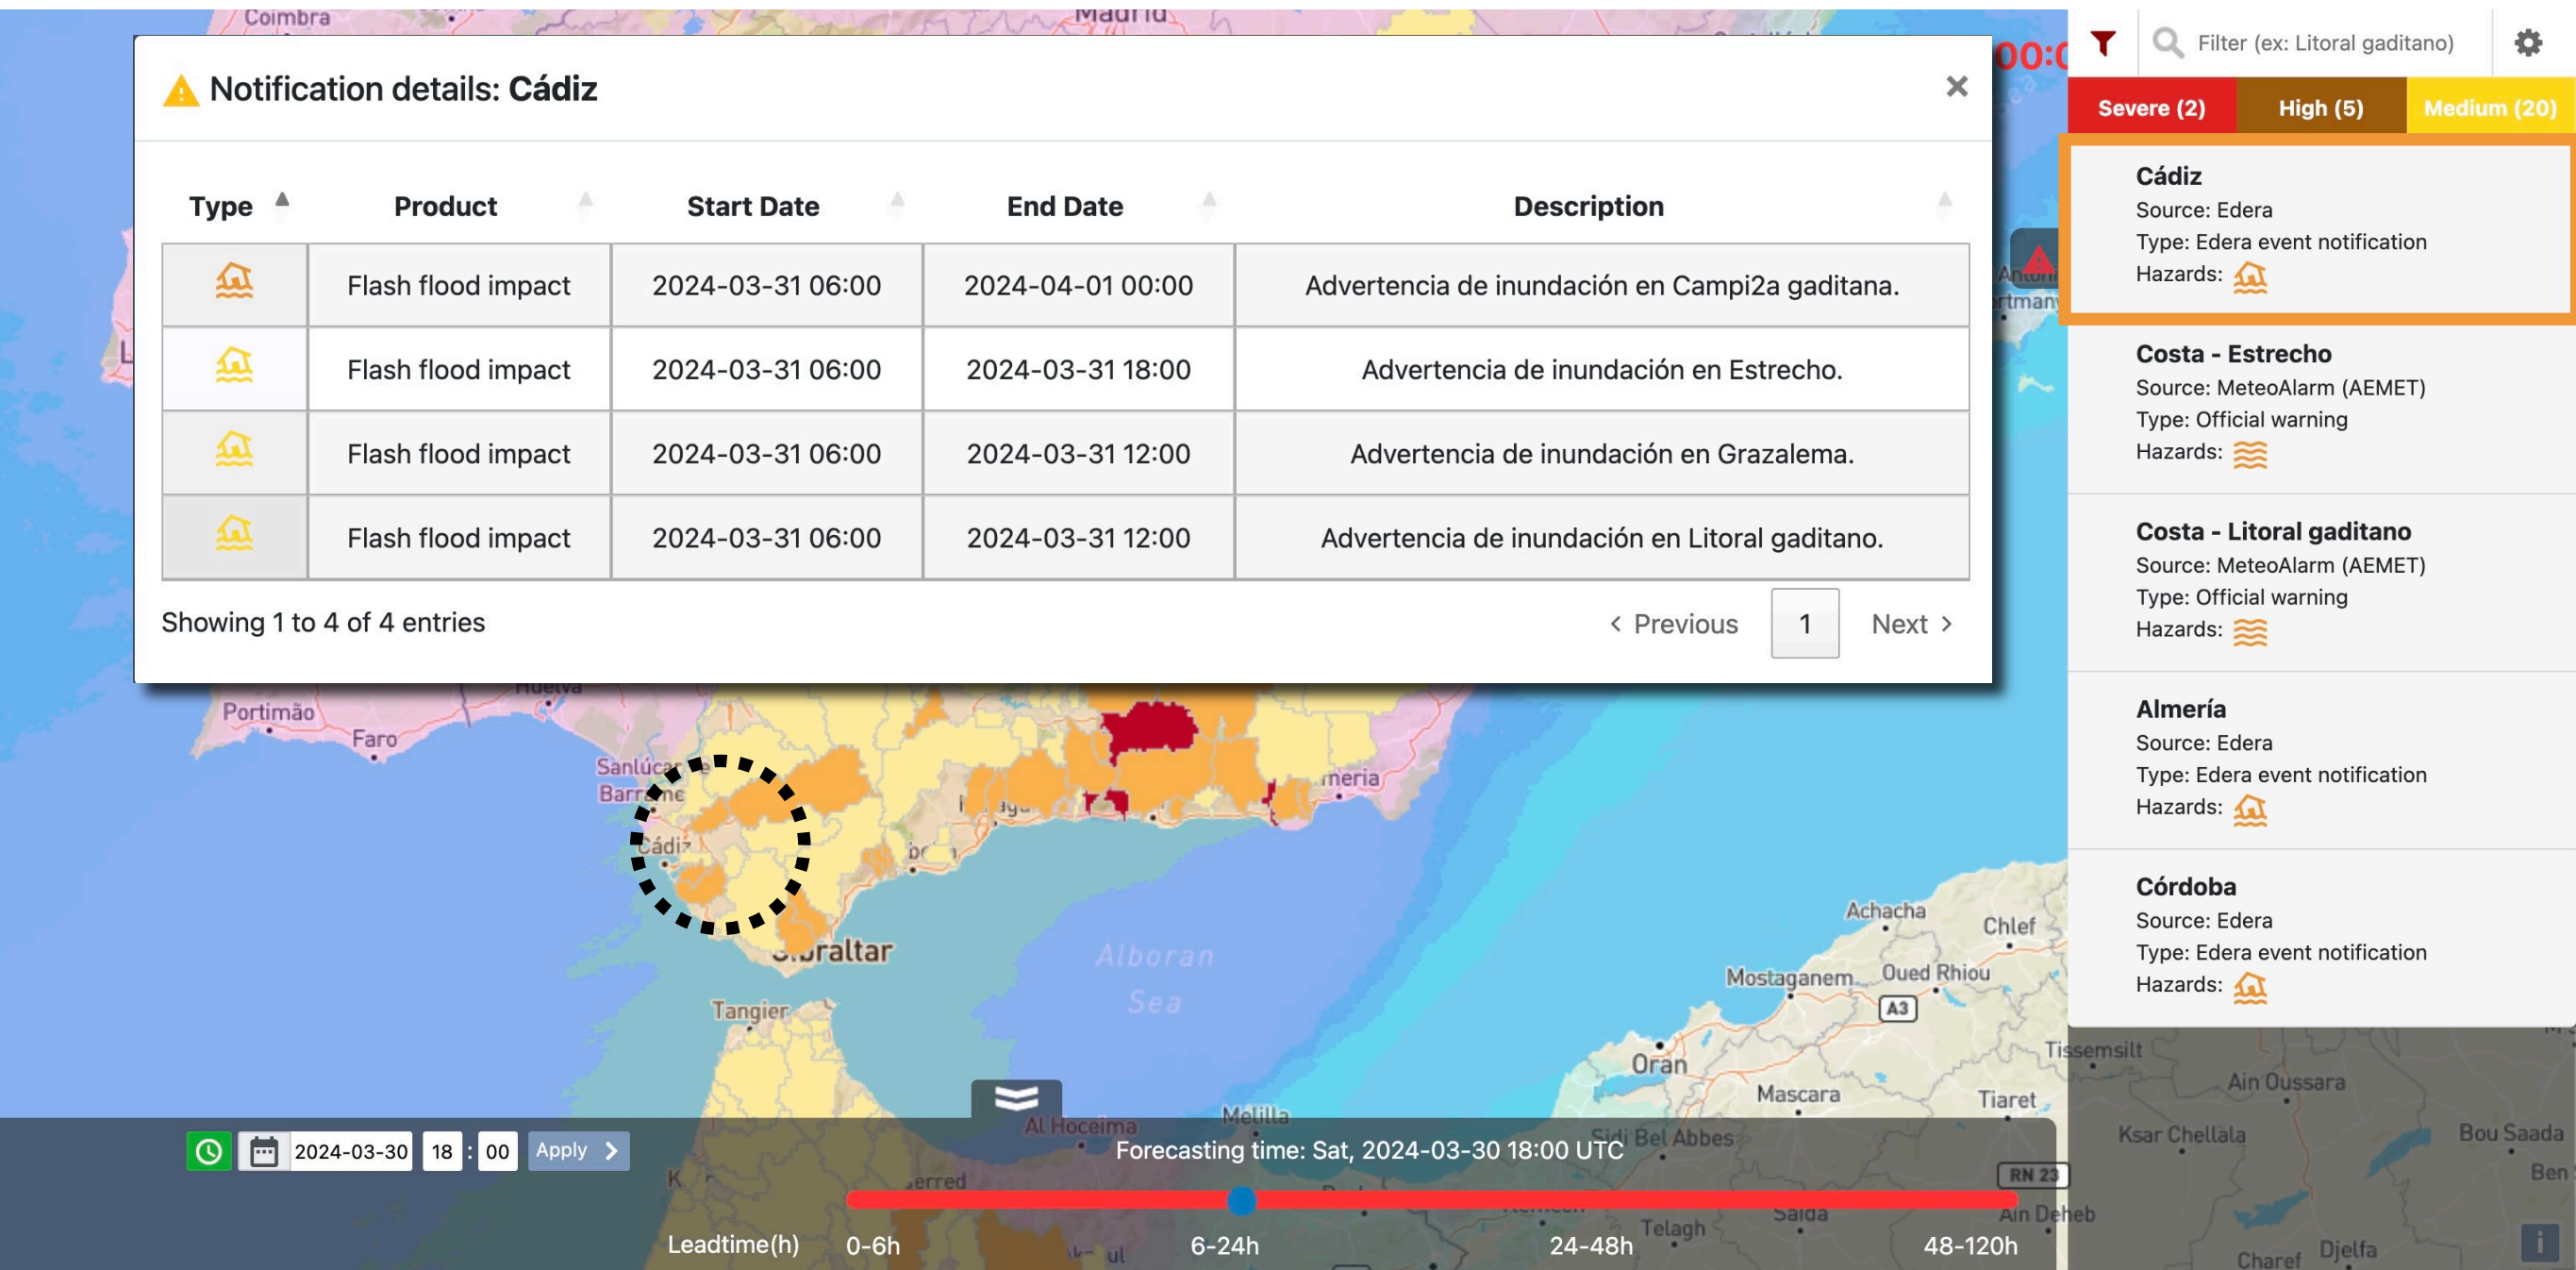 Coimbra
Madrid
Notification details: Cádiz
00:0
Filter (ex: Litoral gaditano)
Severe (2) High (5) Medium (20)
Type Product Start Date End Date Description
Flash flood impact 2024-03-31 06:00 2024-04-01 00:00 Advertencia de inundación en Campi2a gaditana.
Flash flood impact 2024-03-31 06:00 2024-03-31 18:00 Advertencia de inundación en Estrecho.
Flash flood impact 2024-03-31 06:00 2024-03-31 12:00 Advertencia de inundación en Grazalema.
Flash flood impact 2024-03-31 06:00 2024-03-31 12:00 Advertencia de inundación en Litoral gaditano.
Showing 1 to 4 of 4 entries
< Previous 1 Next >
Cádiz
Source: Edera
Type: Edera event notification
Hazards:
Costa - Estrecho
Source: MeteoAlarm (AEMET)
Type: Official warning
Hazards:
Costa - Litoral gaditano
Source: MeteoAlarm (AEMET)
Type: Official warning
Hazards:
Almería
Source: Edera
Type: Edera event notification
Hazards:
Córdoba
Source: Edera
Type: Edera event notification
Hazards:
Huelva
Portimão
Faro
Cádiz
meria
braltar
Alboran
Sea
Tangier
Achacha
Chlef
Mostaganem
Oued Rhiou
A3
Oran
Tissemsilt
Mascara
Tiaret
Ain Oussara
Melilla
Al Hoceima
Sidi Bel Abbes
Ksar Chellala
Bou Saada
2024-03-30 18 : 00 Apply
Forecasting time: Sat, 2024-03-30 18:00 UTC
RN 23
Ben
Saida
Ain Deheb
Telagh
Leadtime(h) 0-6h 6-24h 24-48h 48-120h
Charef
Djelfa
i